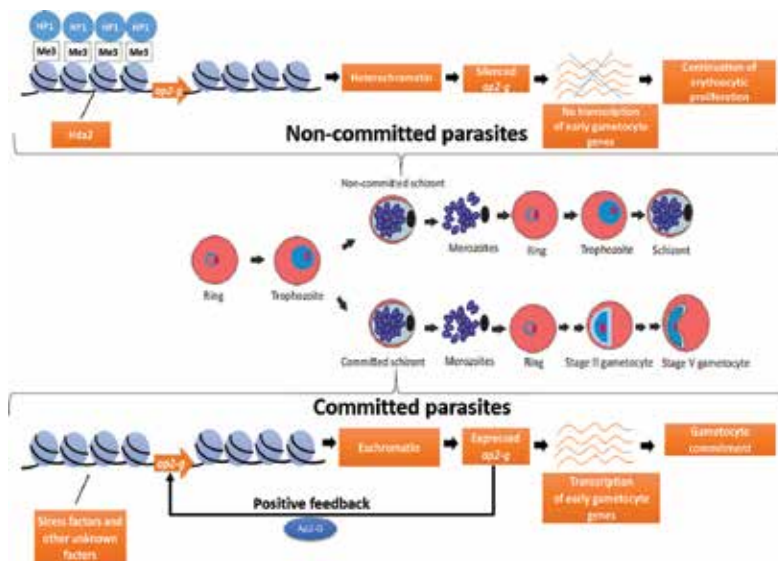 HP1 HP1 HP1 HP1
Me3 Me3 Me3 Me3
ap2-g
Hda2
Heterochromatin
Silenced
ap2-g
No transcription
of early gametocyte
genes
Continuation of
erythrocytic
proliferation
Non-committed parasites
Non-committed schizont
Merozoites
Ring
Trophozoite
Schizont
Ring
Trophozoite
Committed schizont
Merozoites
Ring
Stage II gametocyte
Stage V gametocyte
Committed parasites
ap2-g
Euchromatin
Expressed
ap2-g
Gametocyte
commitment
Positive feedback
Ap2-G
Transcription
of early gametocyte
genes
Stress factors and
other unknown
factors